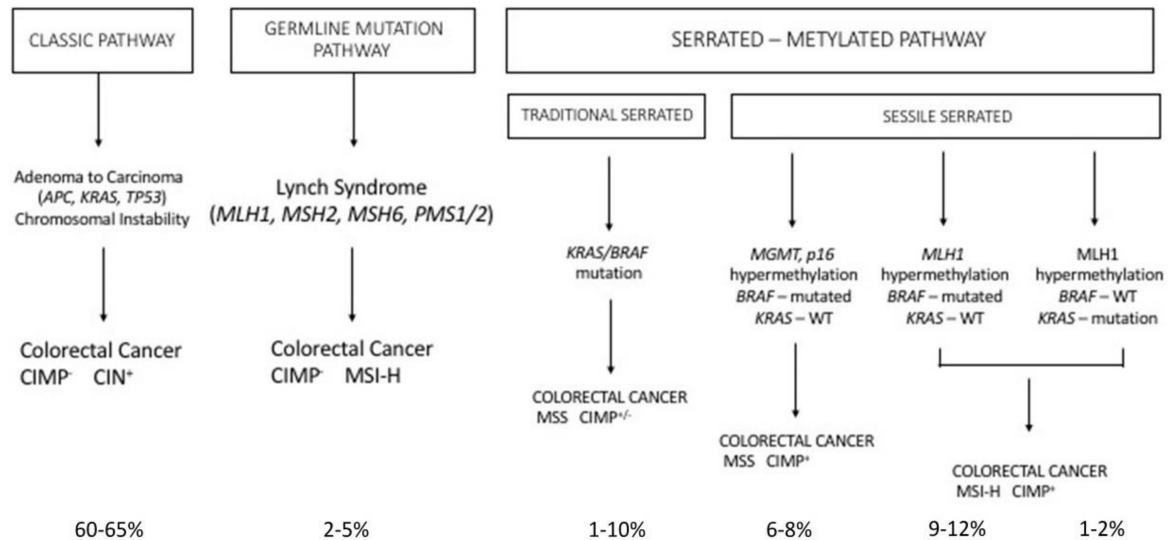 CLASSIC PATHWAY
Adenoma to Carcinoma
(APC, KRAS, TP53)
Chromosomal Instability
Colorectal Cancer
CIMP⁻ CIN⁺
60-65%
GERMLINE MUTATION
PATHWAY
Lynch Syndrome
(MLH1, MSH2, MSH6, PMS1/2)
Colorectal Cancer
CIMP⁻ MSI-H
2-5%
SERRATED – METYLATED PATHWAY
TRADITIONAL SERRATED
KRAS/BRAF
mutation
COLORECTAL CANCER
MSS CIMP⁺/⁻
1-10%
SESSILE SERRATED
MGMT, p16
hypermethylation
BRAF – mutated
KRAS – WT
COLORECTAL CANCER
MSS CIMP⁺
6-8%
MLH1
hypermethylation
BRAF – mutated
KRAS – WT
MLH1
hypermethylation
BRAF – WT
KRAS – mutation
COLORECTAL CANCER
MSI-H CIMP⁺
9-12%
1-2%